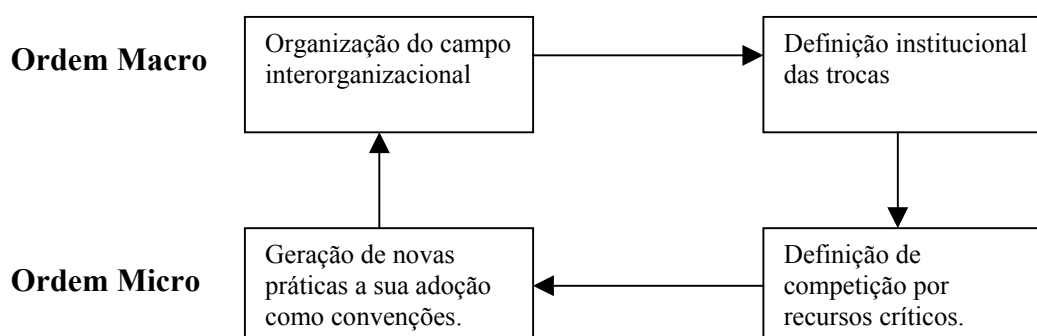 Ordem Macro
Organização do campo
interorganizacional
Definição institucional
das trocas
Ordem Micro
Geração de novas
práticas a sua adoção
como convenções.
Definição de
competição por
recursos críticos.